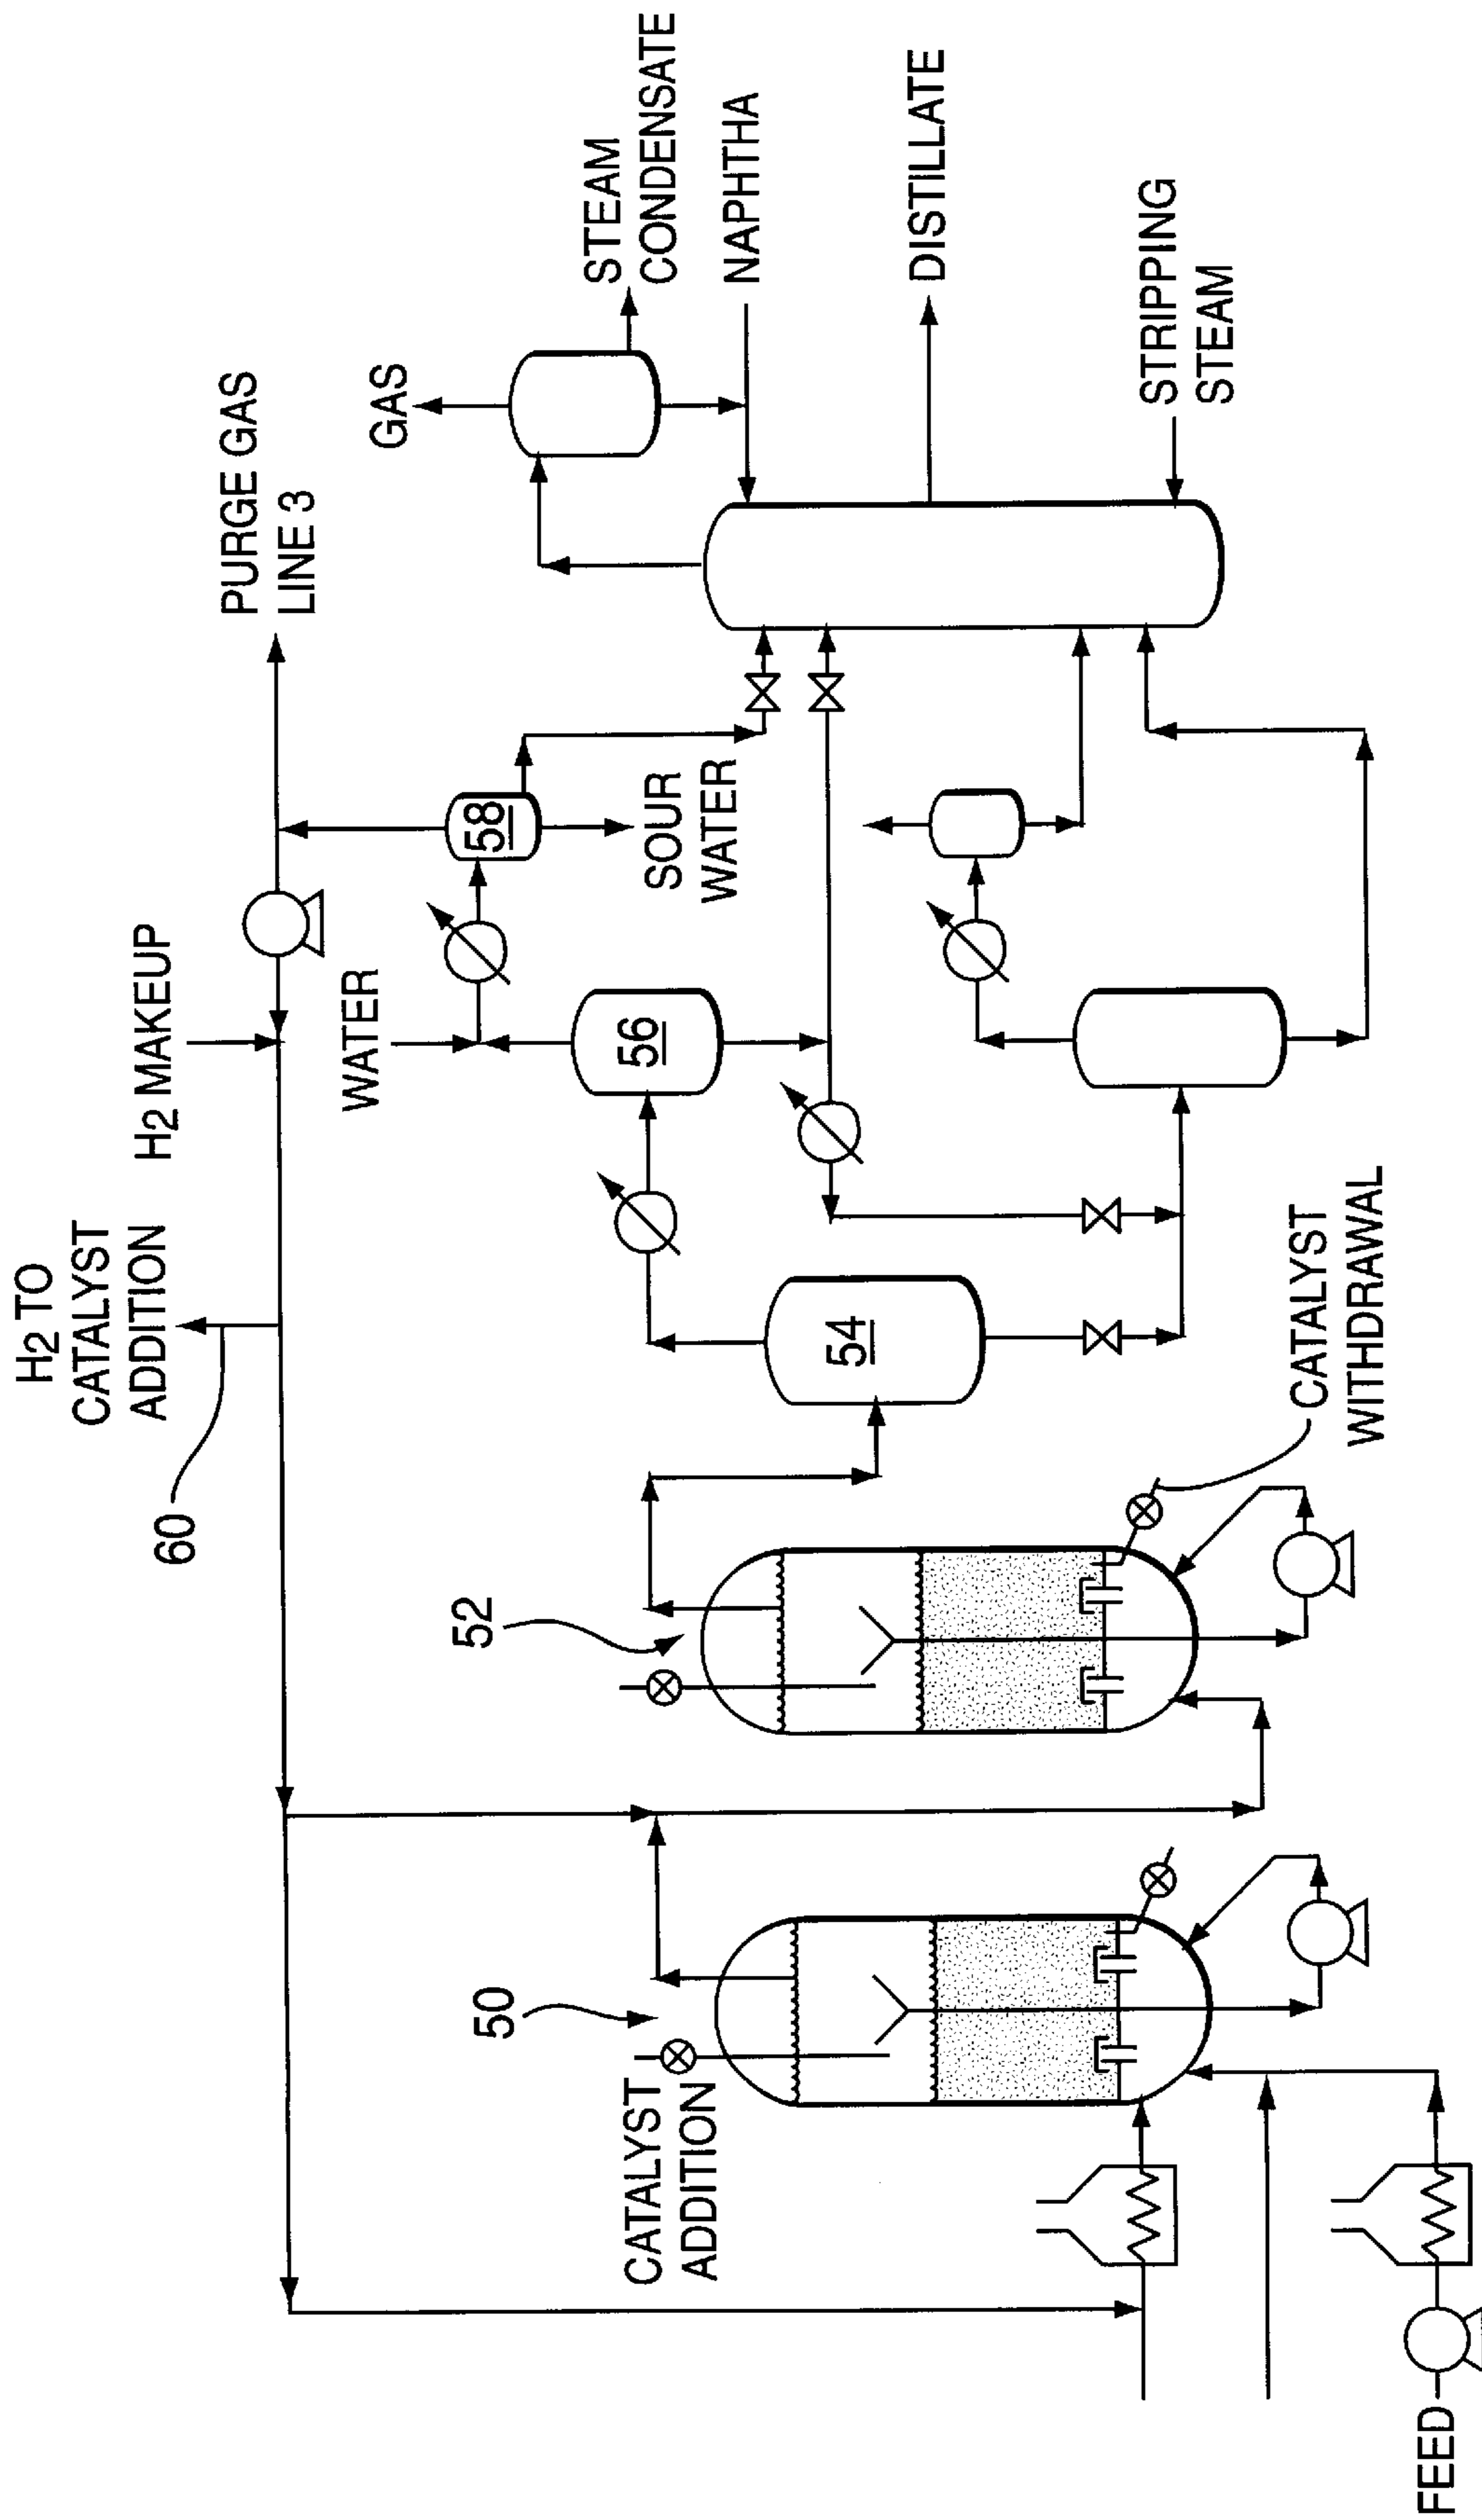 H2 TO
CATALYST
ADDITION
60
H2 MAKEUP
PURGE GAS
LINE 3
WATER
GAS
58
SOUR
WATER
56
STEAM
CONDENSATE
NAPHTHA
DISTILLATE
STRIPPING
STEAM
54
52
CATALYST
WITHDRAWAL
50
CATALYST
ADDITION
FEED